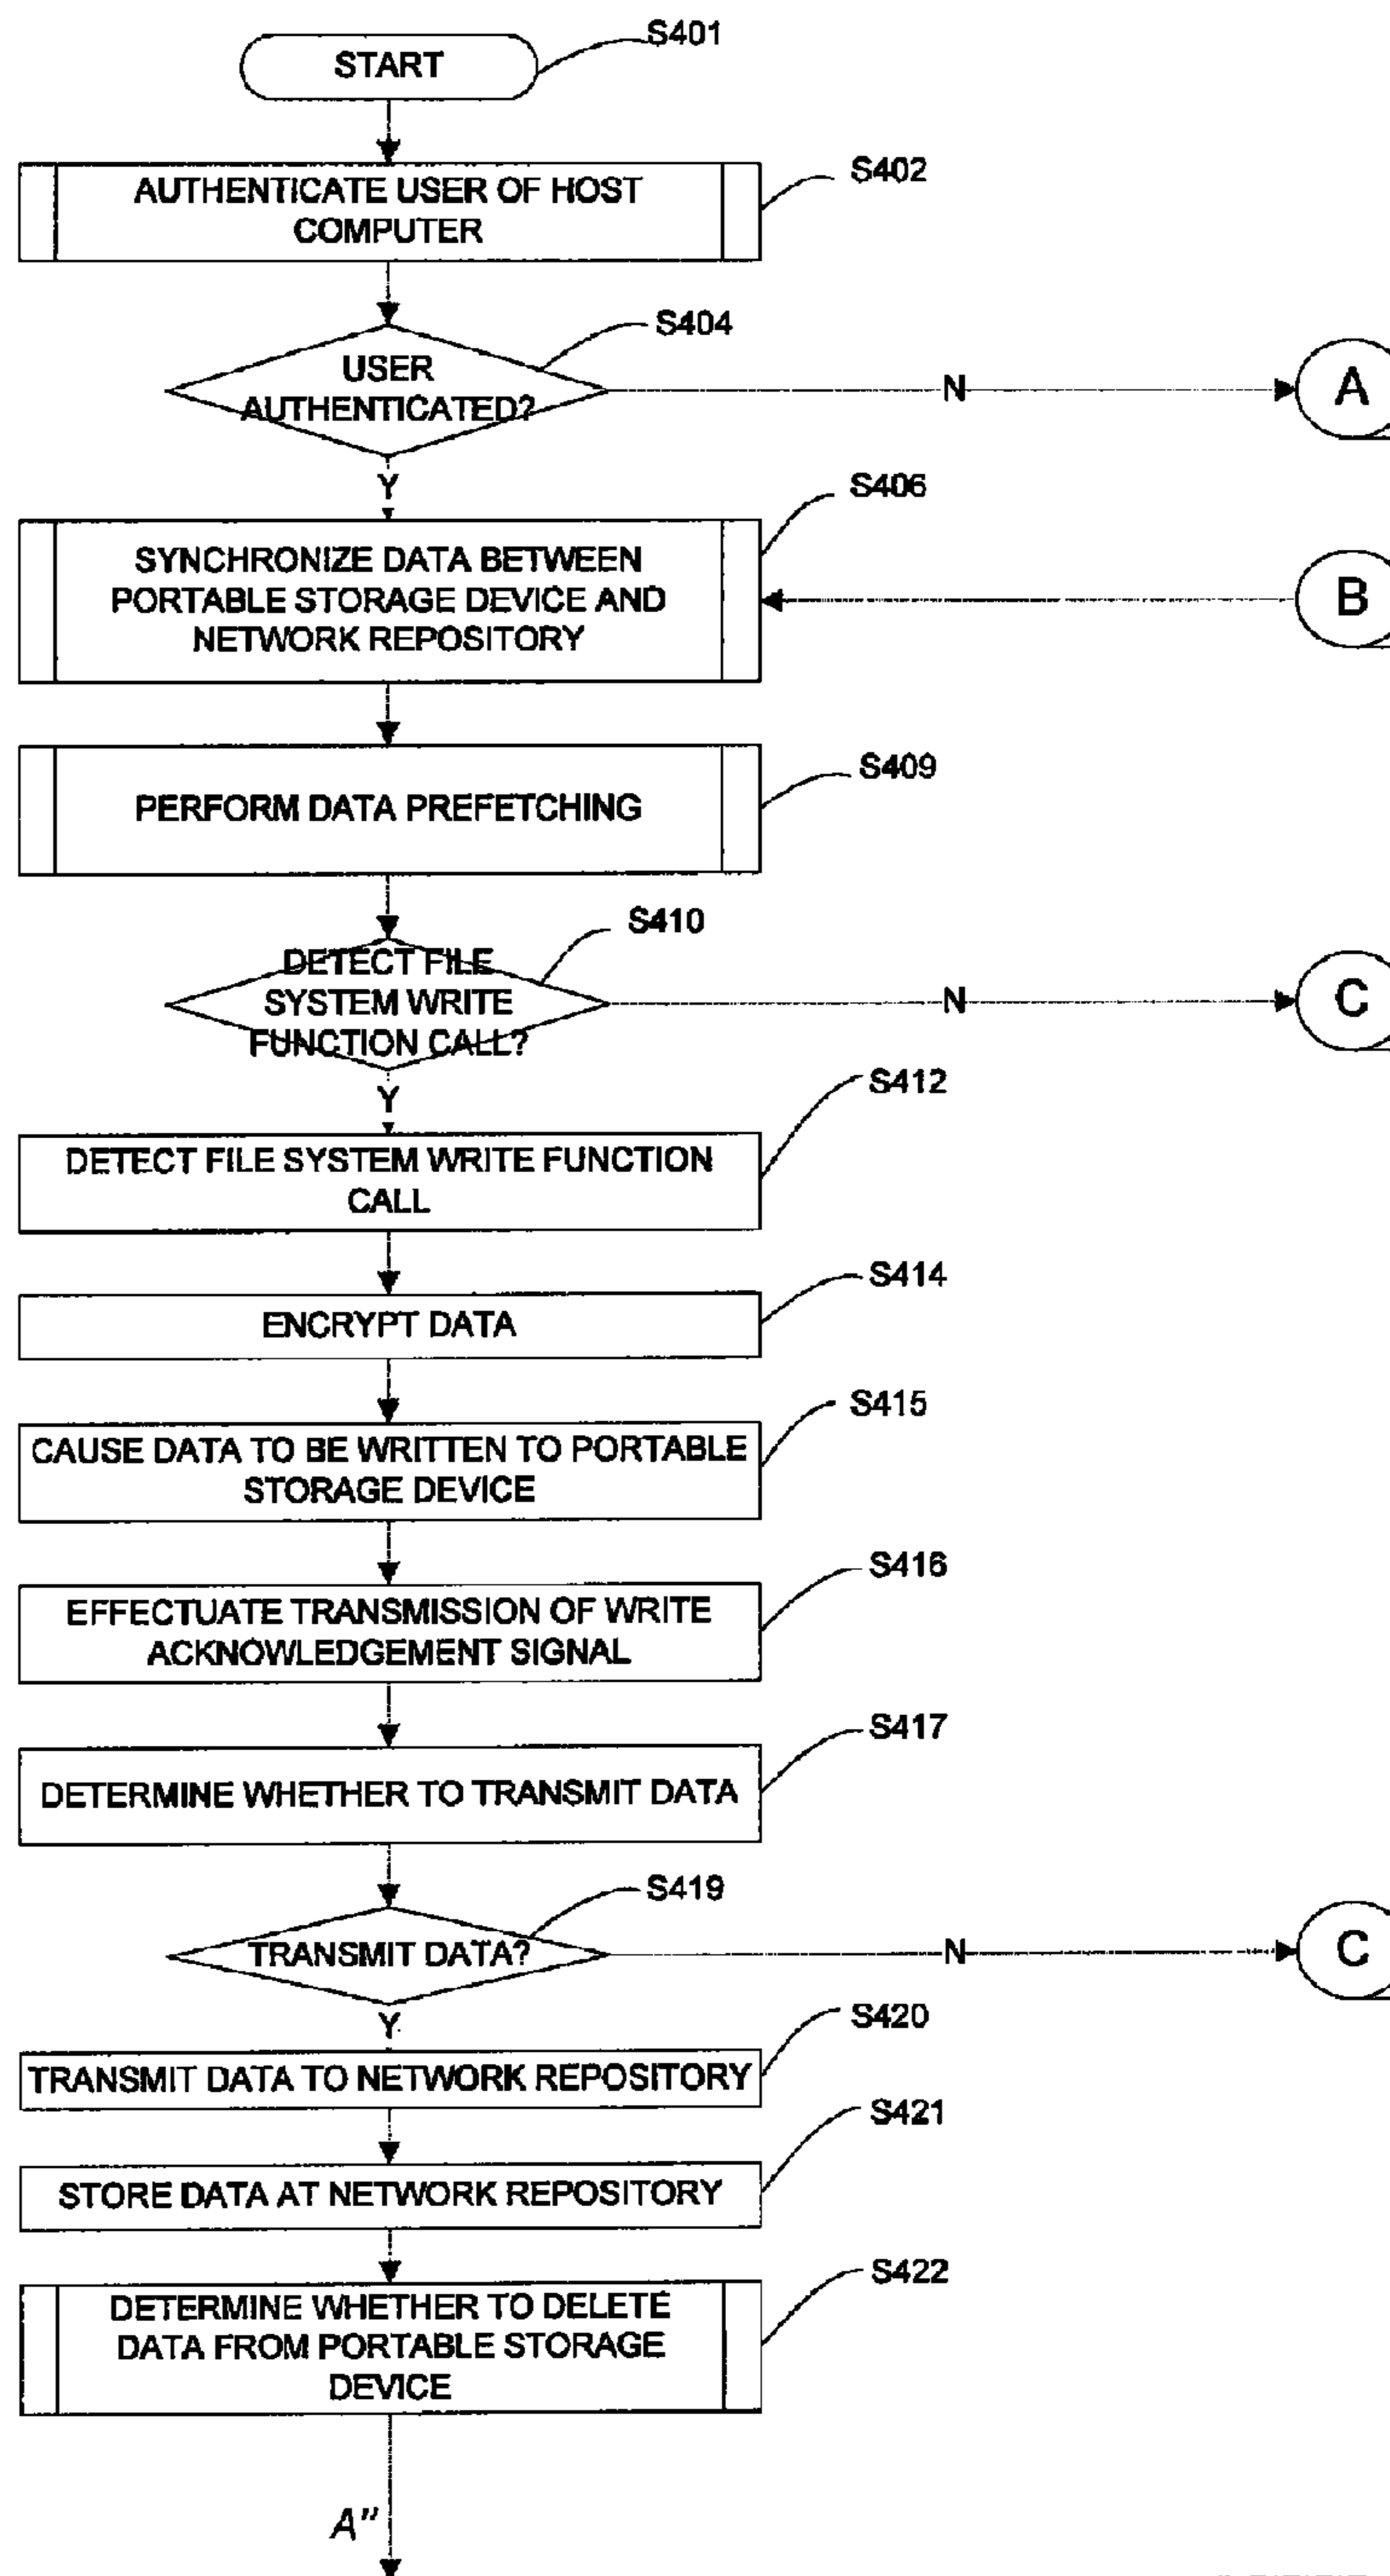 START
S401
AUTHENTICATE USER OF HOST
COMPUTER
S402
USER
AUTHENTICATED?
S404
N
A
Y
SYNCHRONIZE DATA BETWEEN
PORTABLE STORAGE DEVICE AND
NETWORK REPOSITORY
S406
B
PERFORM DATA PREFETCHING
S409
DETECT FILE
SYSTEM WRITE
FUNCTION CALL?
S410
N
C
Y
DETECT FILE SYSTEM WRITE FUNCTION
CALL
S412
ENCRYPT DATA
S414
CAUSE DATA TO BE WRITTEN TO PORTABLE
STORAGE DEVICE
S415
EFFECTUATE TRANSMISSION OF WRITE
ACKNOWLEDGEMENT SIGNAL
S416
DETERMINE WHETHER TO TRANSMIT DATA
S417
TRANSMIT DATA?
S419
N
C
Y
TRANSMIT DATA TO NETWORK REPOSITORY
S420
STORE DATA AT NETWORK REPOSITORY
S421
DETERMINE WHETHER TO DELETE
DATA FROM PORTABLE STORAGE
DEVICE
S422
A"